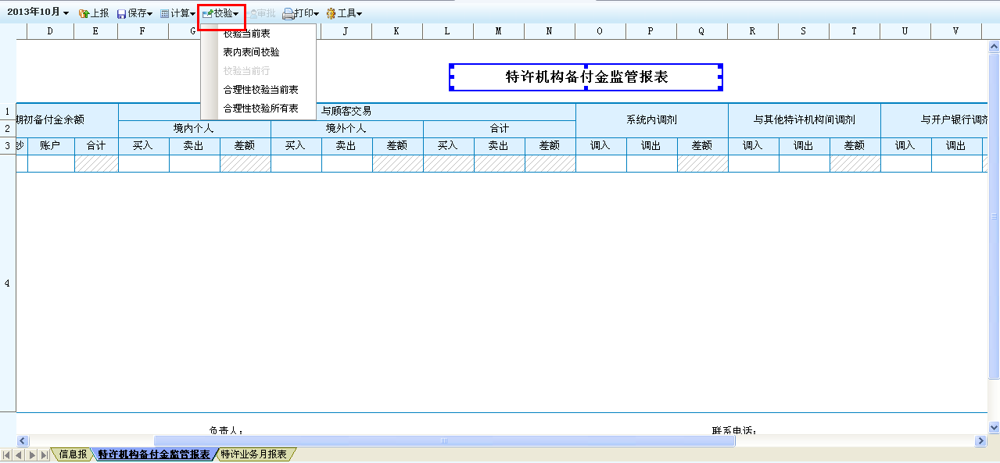 2013年10月 上报 保存 计算 校验 审批 打印 工具
D E F G J K L M N O P Q R S T U V
校验当前表
表内表间校验
校验当前行
合理性校验当前表
合理性校验所有表
特许机构备付金监管报表
1 期初备付金余额 与顾客交易 系统内调剂 与其他特许机构间调剂 与开户银行调剂
2 境内个人 境外个人 合计
3 钞 账户 合计 买入 卖出 差额 买入 卖出 差额 买入 卖出 差额 调入 调出 差额 调入 调出 差额 调入 调出
4
负责人: 联系电话:
信息报 特许机构备付金监管报表 特许业务月报表